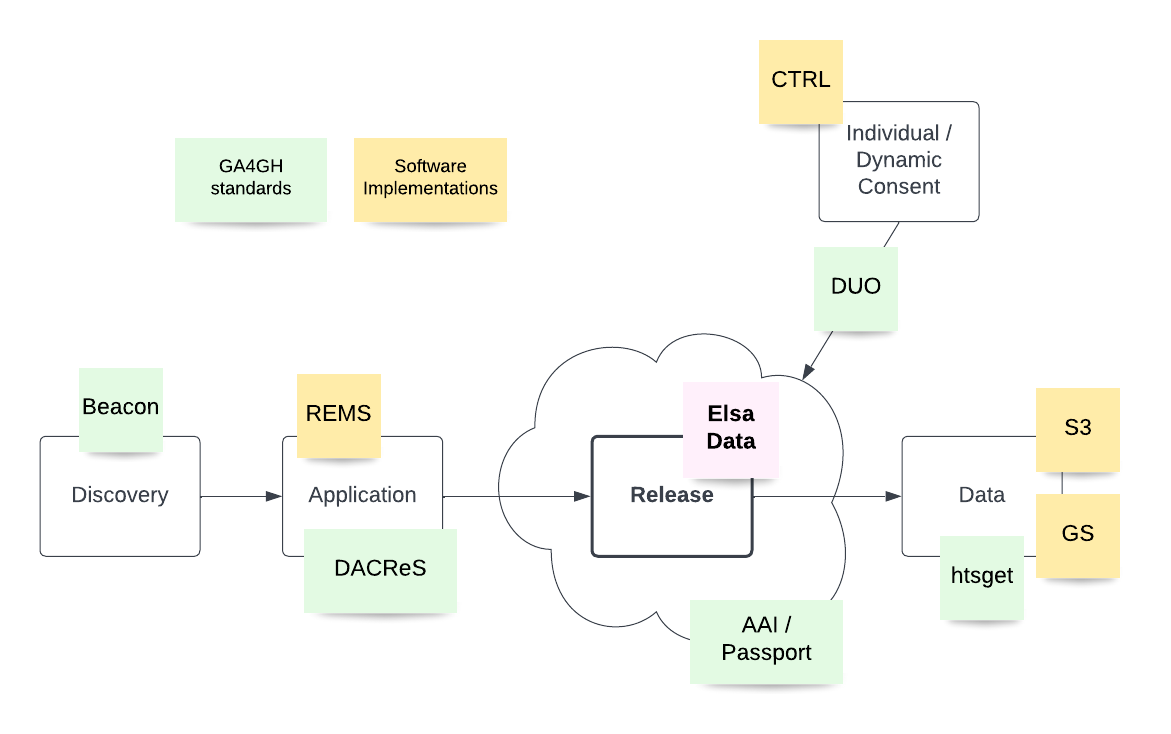 CTRL
Individual /
Dynamic
Consent
GA4GH
standards
Software
Implementations
DUO
Beacon
REMS
Elsa
Data
S3
Discovery
Application
Release
Data
GS
DACReS
htsget
AAI /
Passport